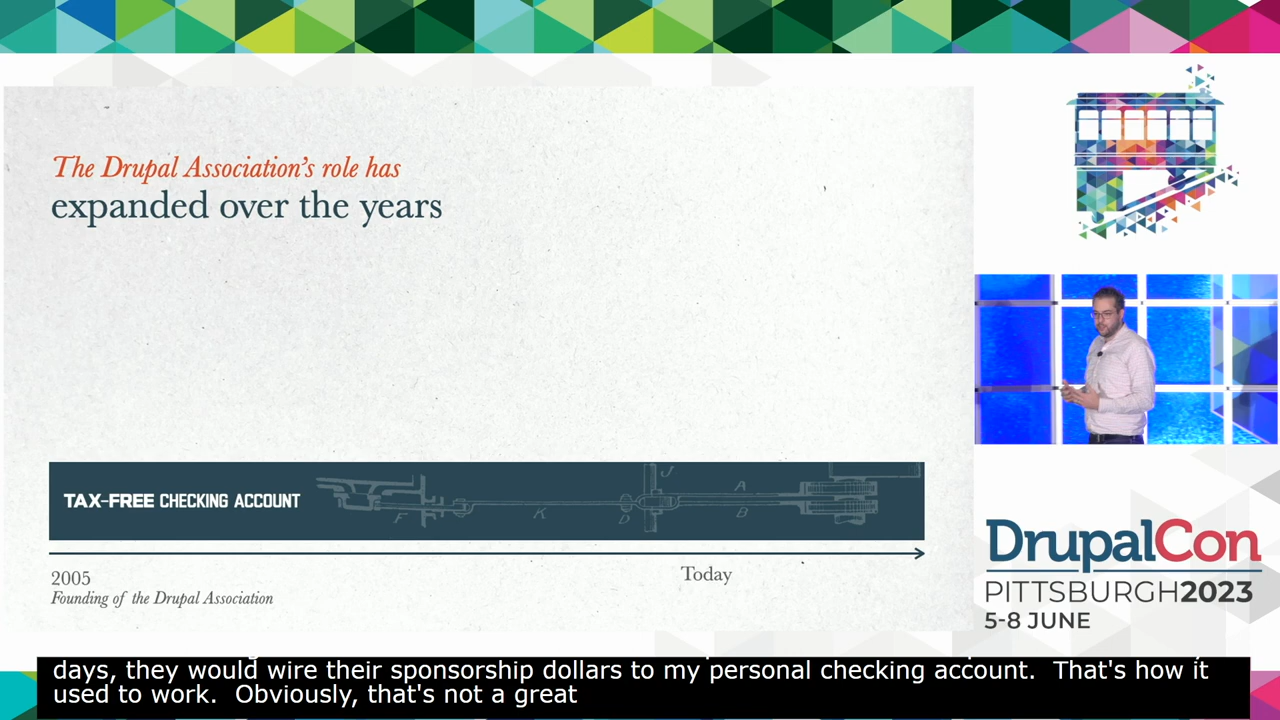 The Drupal Association's role has
expanded over the years
TAX-FREE CHECKING ACCOUNT
F
K
D
J
A
B
2005
Founding of the Drupal Association
Today
DrupalCon
PITTSBURGH2023
5-8 JUNE
days, they would wire their sponsorship dollars to my personal checking account. That's how it
used to work. Obviously, that's not a great